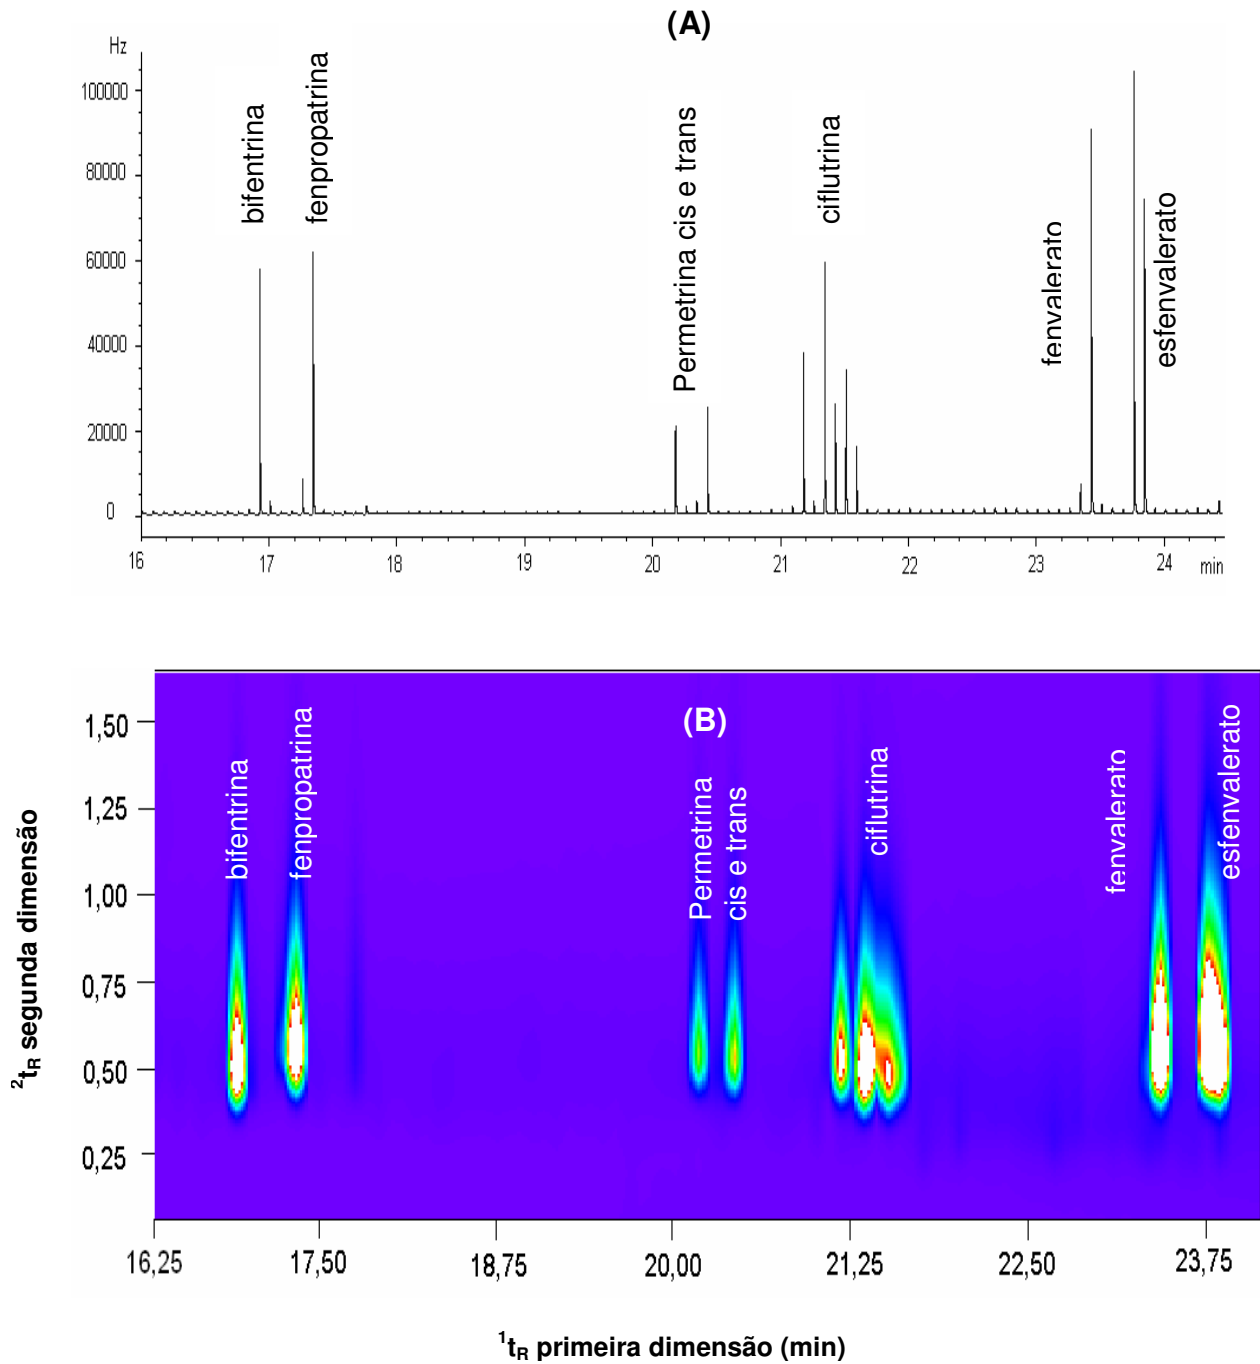 (A)
Hz
100000
80000
60000
40000
20000
0
bifentrina
fenpropatrina
Permetrina cis e trans
ciflutrina
fenvalerato
esfenvalerato
16
17
18
19
20
21
22
23
24
min
(B)
1,50
1,25
1,00
0,75
0,50
0,25
²tR segunda dimensão
bifentrina
fenpropatrina
Permetrina
cis e trans
ciflutrina
fenvalerato
esfenvalerato
16,25
17,50
18,75
20,00
21,25
22,50
23,75
¹tR primeira dimensão (min)